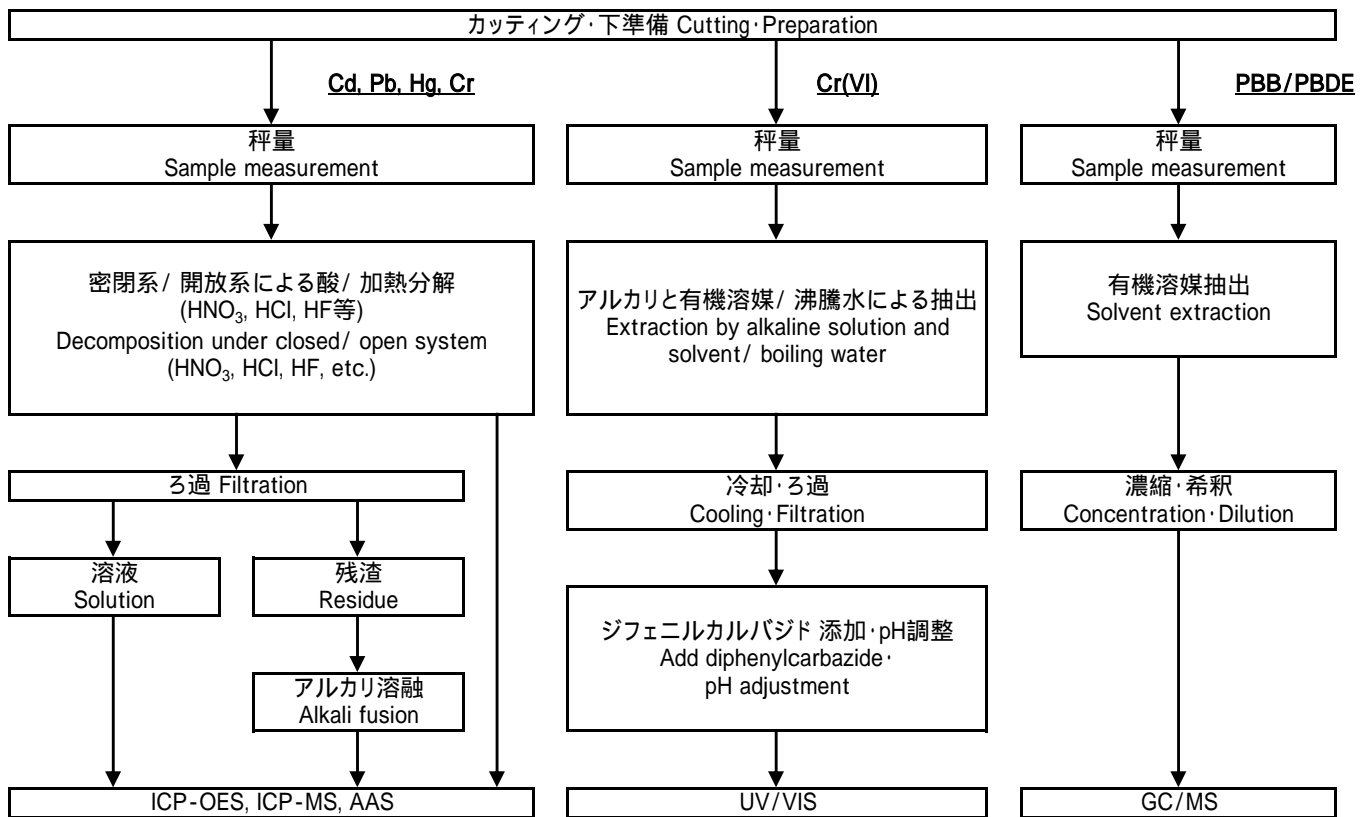 カッティング・下準備 Cutting・Preparation
Cd, Pb, Hg, Cr
Cr(VI)
PBB/PBDE
秤量
Sample measurement
秤量
Sample measurement
秤量
Sample measurement
密閉系/ 開放系による酸/ 加熱分解
(HNO₃, HCl, HF等)
Decomposition under closed/ open system
(HNO₃, HCl, HF, etc.)
アルカリと有機溶媒/ 沸騰水による抽出
Extraction by alkaline solution and
solvent/ boiling water
有機溶媒抽出
Solvent extraction
ろ過 Filtration
冷却・ろ過
Cooling・Filtration
濃縮・希釈
Concentration・Dilution
溶液
Solution
残渣
Residue
ジフェニルカルバジド 添加・pH調整
Add diphenylcarbazide・
pH adjustment
アルカリ溶融
Alkali fusion
ICP-OES, ICP-MS, AAS
UV/VIS
GC/MS